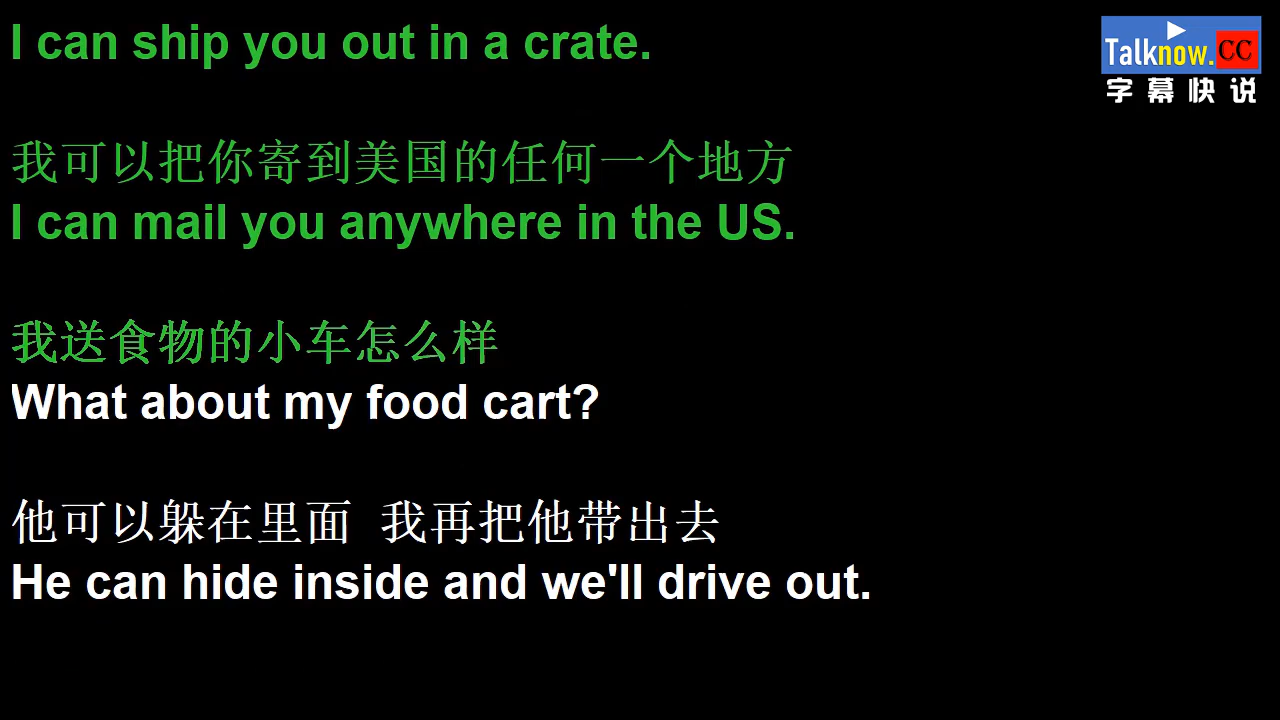 I can ship you out in a crate.
Talknow.CC
字幕快说
我可以把你寄到美国的任何一个地方
I can mail you anywhere in the US.
我送食物的小车怎么样
What about my food cart?
他可以躲在里面 我再把他带出去
He can hide inside and we'll drive out.